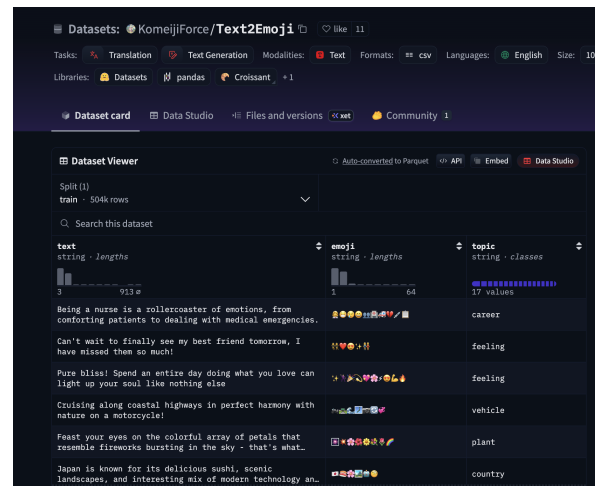 Datasets: KomeijiForce/Text2Emoji like 11
Tasks: Translation Text Generation Modalities: Text Formats: csv Languages: English Size: 10
Libraries: Datasets pandas Croissant +1
Dataset card Data Studio Files and versions xet Community 1
Dataset Viewer Auto-converted to Parquet API Embed Data Studio
Split (1)
train · 504k rows
Search this dataset
text emoji topic
string · lengths string · lengths string · classes
3 913 1 64 17 values
Being a nurse is a rollercoaster of emotions, from
comforting patients to dealing with medical emergencies.
career
Can't wait to finally see my best friend tomorrow, I
have missed them so much!
feeling
Pure bliss! Spend an entire day doing what you love can
light up your soul like nothing else
feeling
Cruising along coastal highways in perfect harmony with
nature on a motorcycle!
vehicle
Feast your eyes on the colorful array of petals that
resemble fireworks bursting in the sky - that's what…
plant
Japan is known for its delicious sushi, scenic
landscapes, and interesting mix of modern technology an…
country